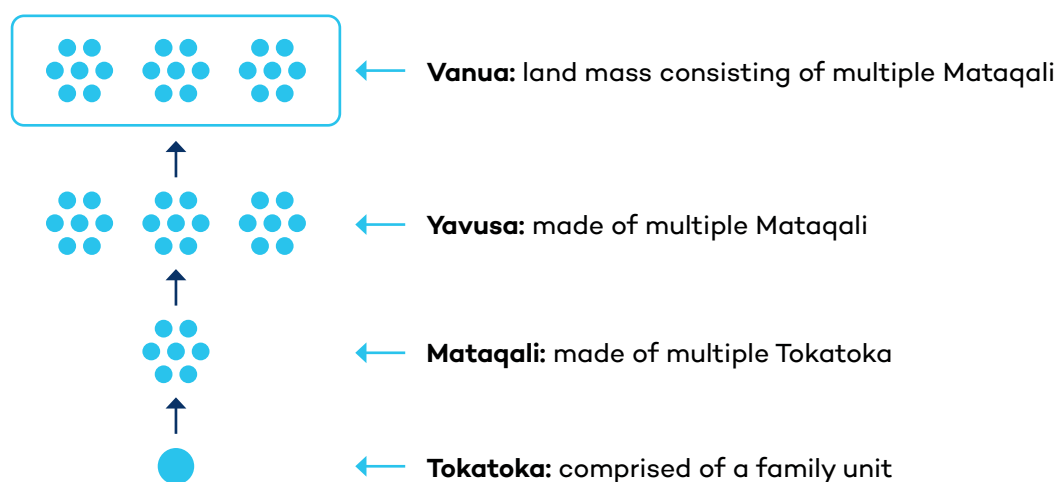 Vanua: land mass consisting of multiple Mataqali
Yavusa: made of multiple Mataqali
Mataqali: made of multiple Tokatoka
Tokatoka: comprised of a family unit